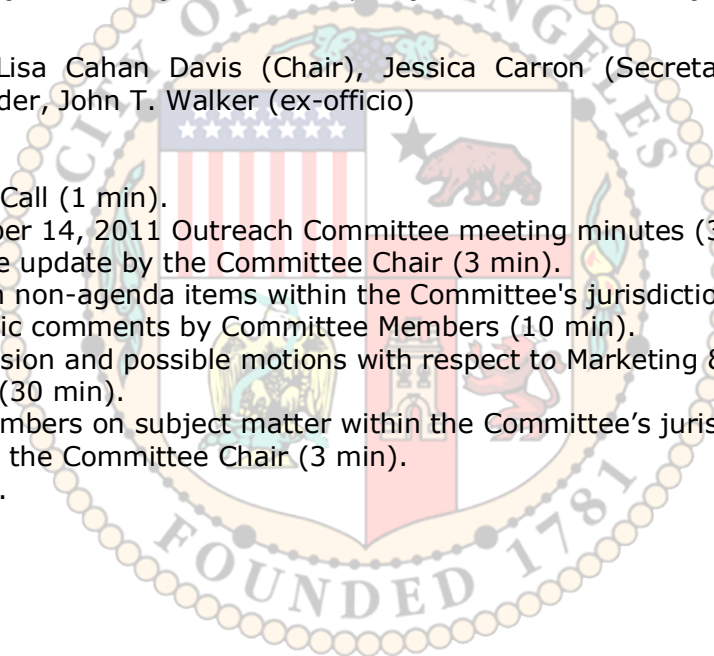 Lisa Cahan Davis (Chair), Jessica Carron (Secreta
der, John T. Walker (ex-officio)
Call (1 min).
ber 14, 2011 Outreach Committee meeting minutes (3
e update by the Committee Chair (3 min).
n non-agenda items within the Committee's jurisdictio
ic comments by Committee Members (10 min).
sion and possible motions with respect to Marketing &
(30 min).
mbers on subject matter within the Committee’s juris
the Committee Chair (3 min).
.
CITY OF ANGELES
FOUNDED 1781